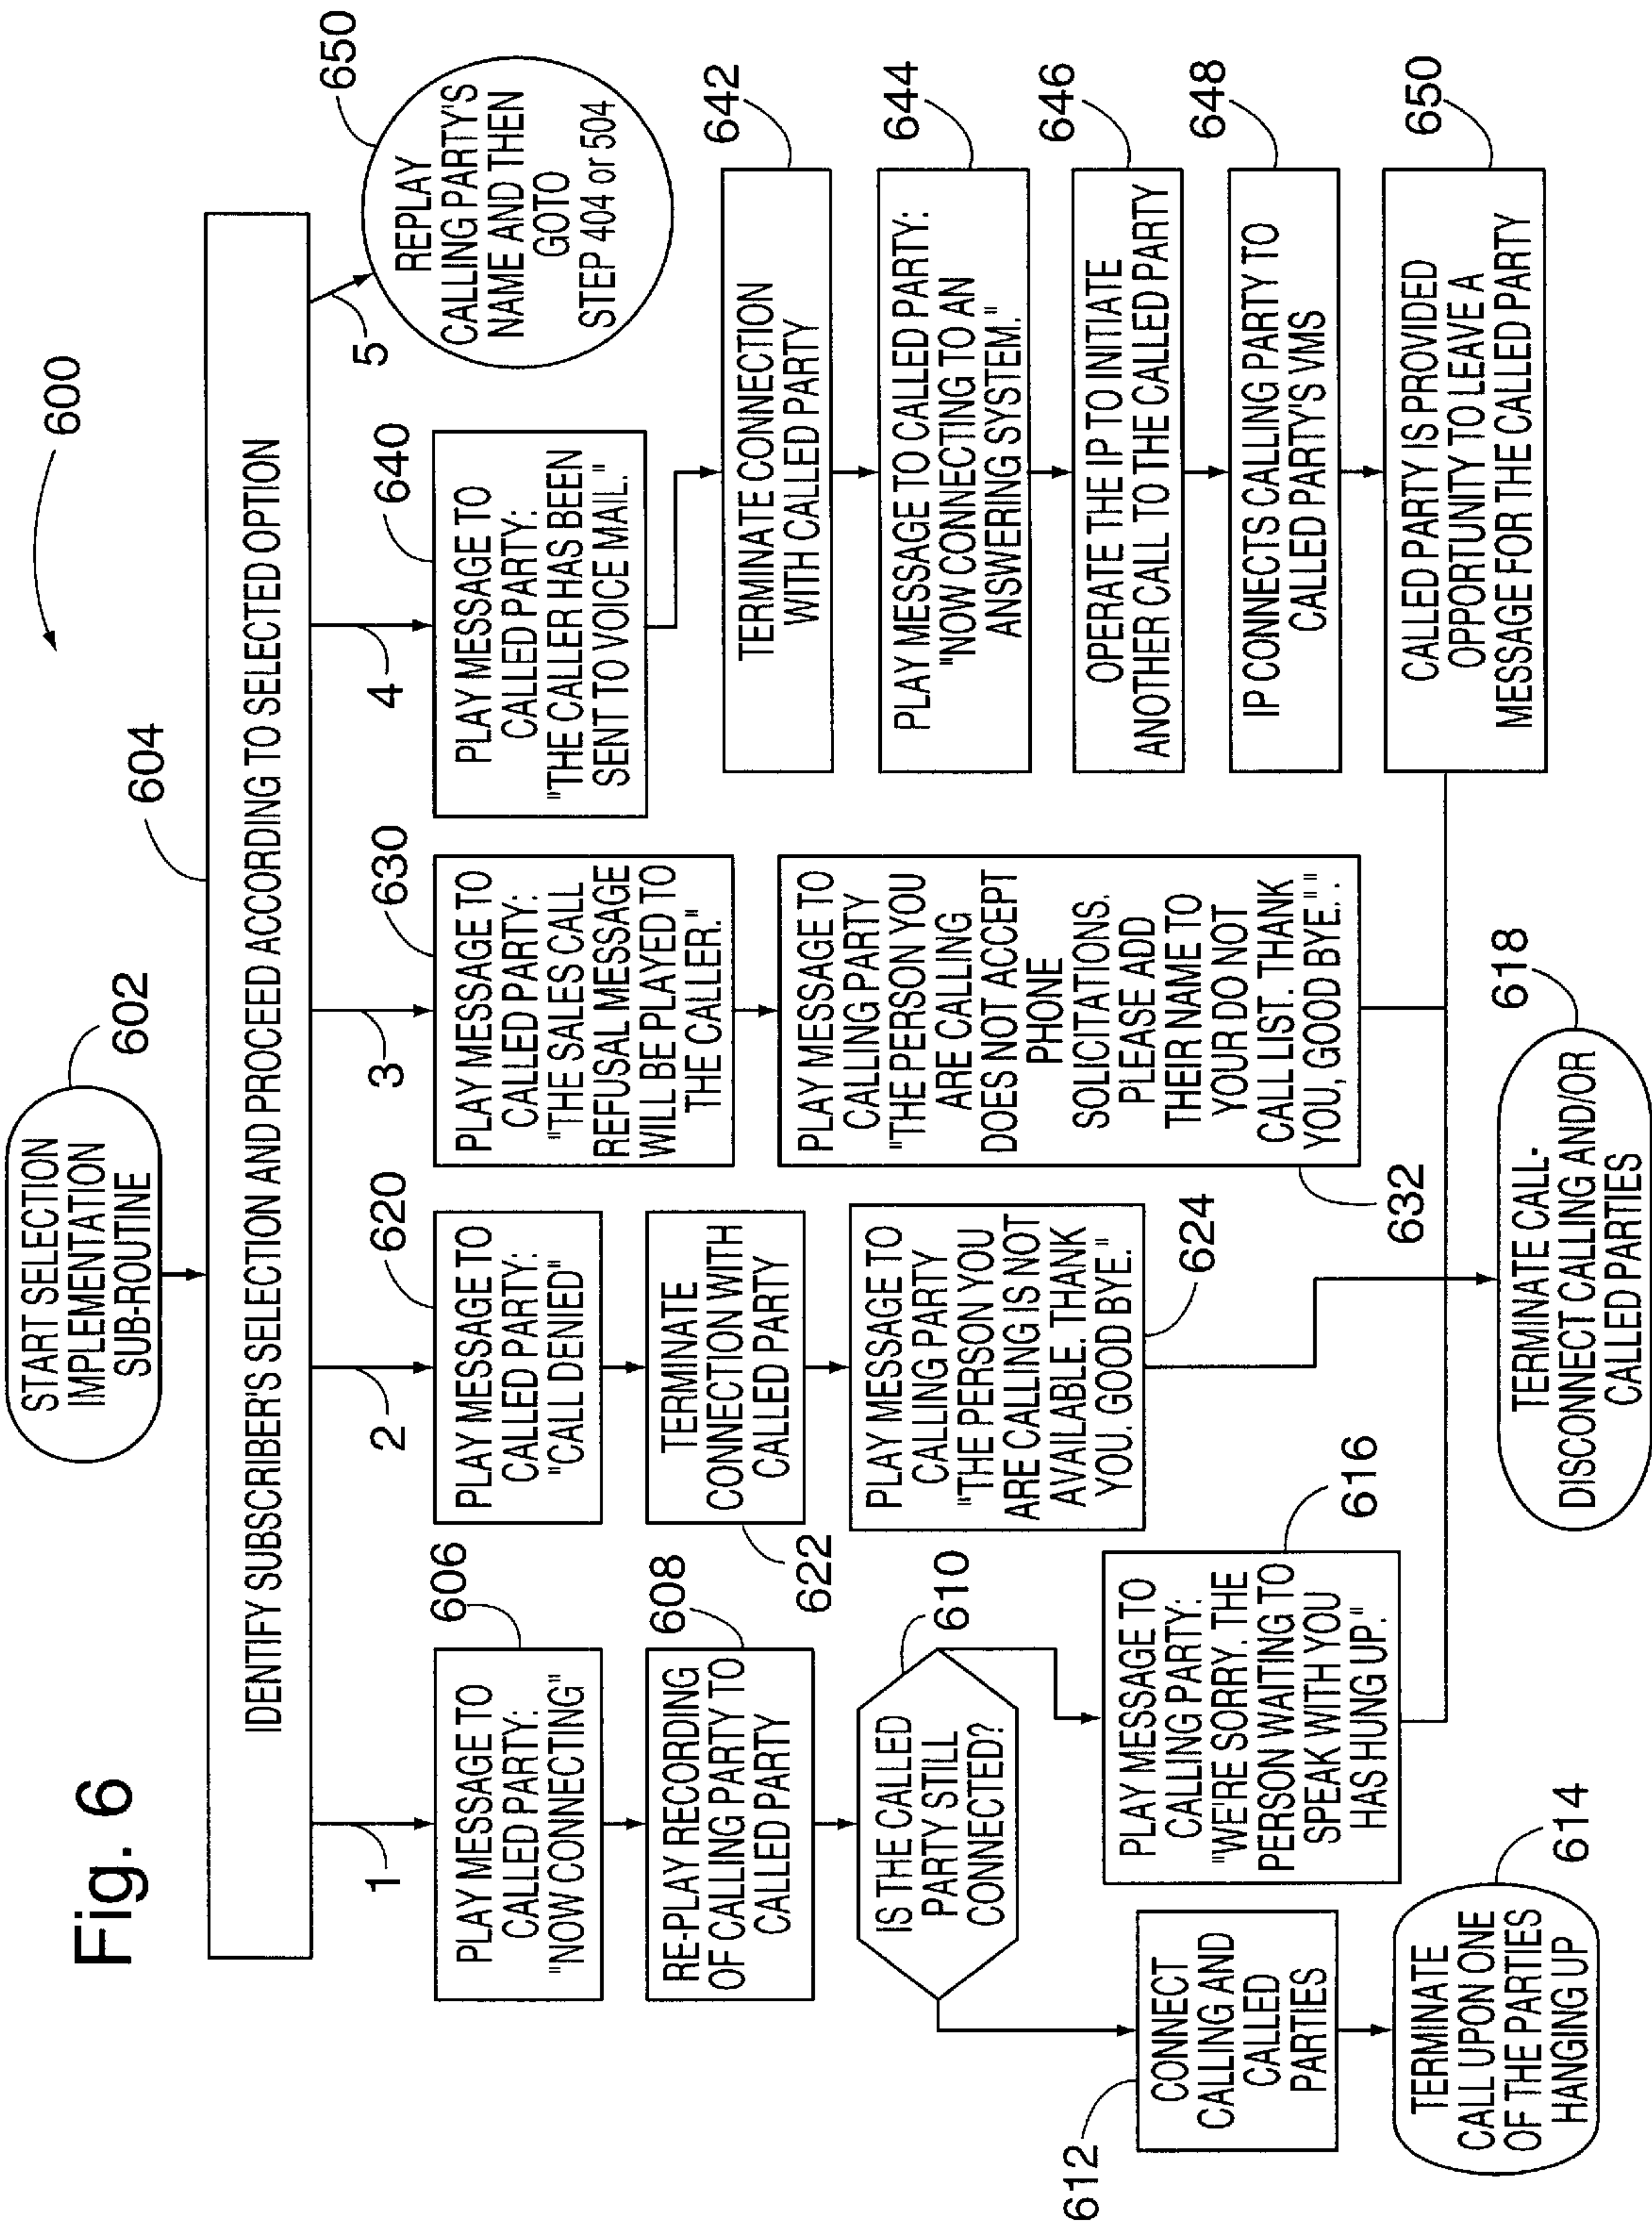 Fig. 6
600
START SELECTION
IMPLEMENTATION
SUB-ROUTINE
602
604
IDENTIFY SUBSCRIBER'S SELECTION AND PROCEED ACCORDING TO SELECTED OPTION
1
PLAY MESSAGE TO
CALLED PARTY:
"NOW CONNECTING"
606
RE-PLAY RECORDING
OF CALLING PARTY TO
CALLED PARTY
608
IS THE CALLED
PARTY STILL
CONNECTED?
610
612
CONNECT
CALLING AND
CALLED
PARTIES
TERMINATE
CALL UPON ONE
OF THE PARTIES
HANGING UP
614
PLAY MESSAGE TO
CALLING PARTY:
"WE'RE SORRY. THE
PERSON WAITING TO
SPEAK WITH YOU
HAS HUNG UP."
616
2
PLAY MESSAGE TO
CALLED PARTY:
"CALL DENIED"
620
TERMINATE
CONNECTION WITH
CALLED PARTY
622
PLAY MESSAGE TO
CALLING PARTY
"THE PERSON YOU
ARE CALLING IS NOT
AVAILABLE. THANK
YOU. GOOD BYE."
624
3
PLAY MESSAGE TO
CALLED PARTY:
"THE SALES CALL
REFUSAL MESSAGE
WILL BE PLAYED TO
THE CALLER."
630
PLAY MESSAGE TO
CALLING PARTY
"THE PERSON YOU
ARE CALLING
DOES NOT ACCEPT
PHONE
SOLICITATIONS.
PLEASE ADD
THEIR NAME TO
YOUR DO NOT
CALL LIST. THANK
YOU, GOOD BYE." ".
632
4
PLAY MESSAGE TO
CALLED PARTY:
"THE CALLER HAS BEEN
SENT TO VOICE MAIL."
640
TERMINATE CONNECTION
WITH CALLED PARTY
642
PLAY MESSAGE TO CALLED PARTY:
"NOW CONNECTING TO AN
ANSWERING SYSTEM."
644
OPERATE THE IP TO INITIATE
ANOTHER CALL TO THE CALLED PARTY
646
IP CONNECTS CALLING PARTY TO
CALLED PARTY'S VMS
648
CALLED PARTY IS PROVIDED
OPPORTUNITY TO LEAVE A
MESSAGE FOR THE CALLED PARTY
650
5
REPLAY
CALLING PARTY'S
NAME AND THEN
GOTO
STEP 404 or 504
650
TERMINATE CALL-
DISCONNECT CALLING AND/OR
CALLED PARTIES
618